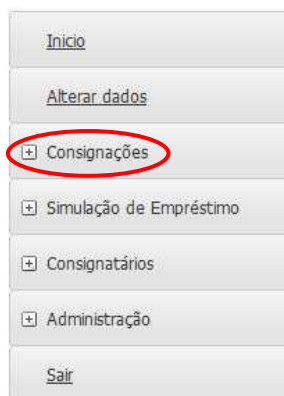 Inicio
Alterar dados
Consignações
Simulação de Empréstimo
Consignatários
Administração
Sair